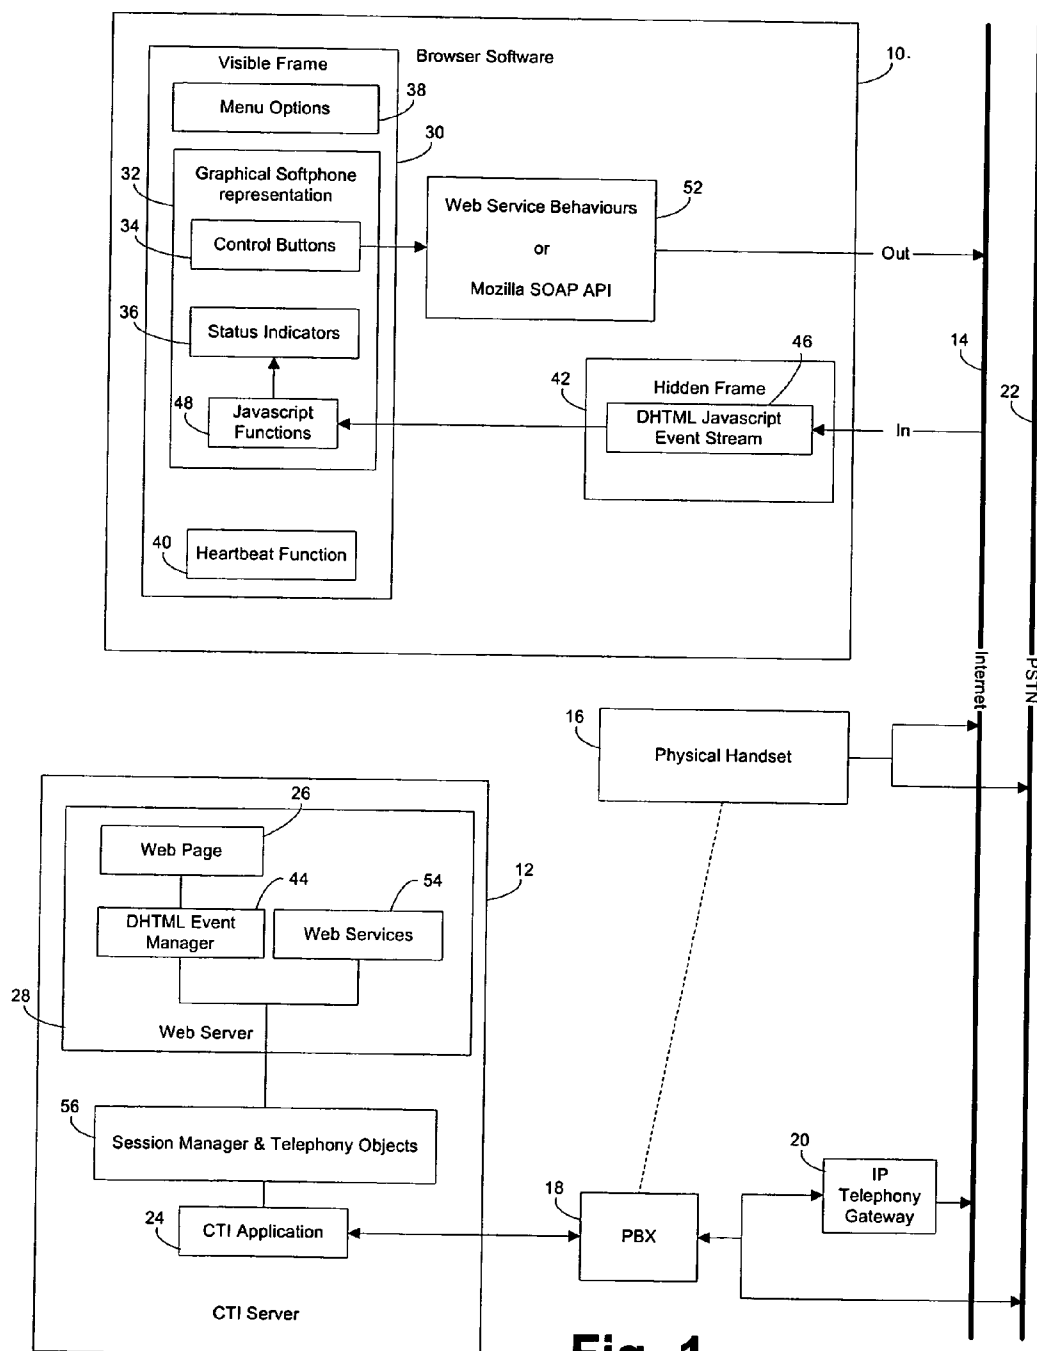 Browser Software
10.
Visible Frame
Menu Options
38
30
32
Graphical Softphone
representation
34
Control Buttons
52
Web Service Behaviours
or
Mozilla SOAP API
Out
36
Status Indicators
46
14
42
Hidden Frame
22
48
Javascript
Functions
DHTML Javascript
Event Stream
In
40
Heartbeat Function
Internet
PSTN
16
Physical Handset
26
Web Page
12
44
54
DHTML Event
Manager
Web Services
28
Web Server
56
Session Manager & Telephony Objects
20
IP
Telephony
Gateway
18
24
CTI Application
PBX
CTI Server
Fig. 1